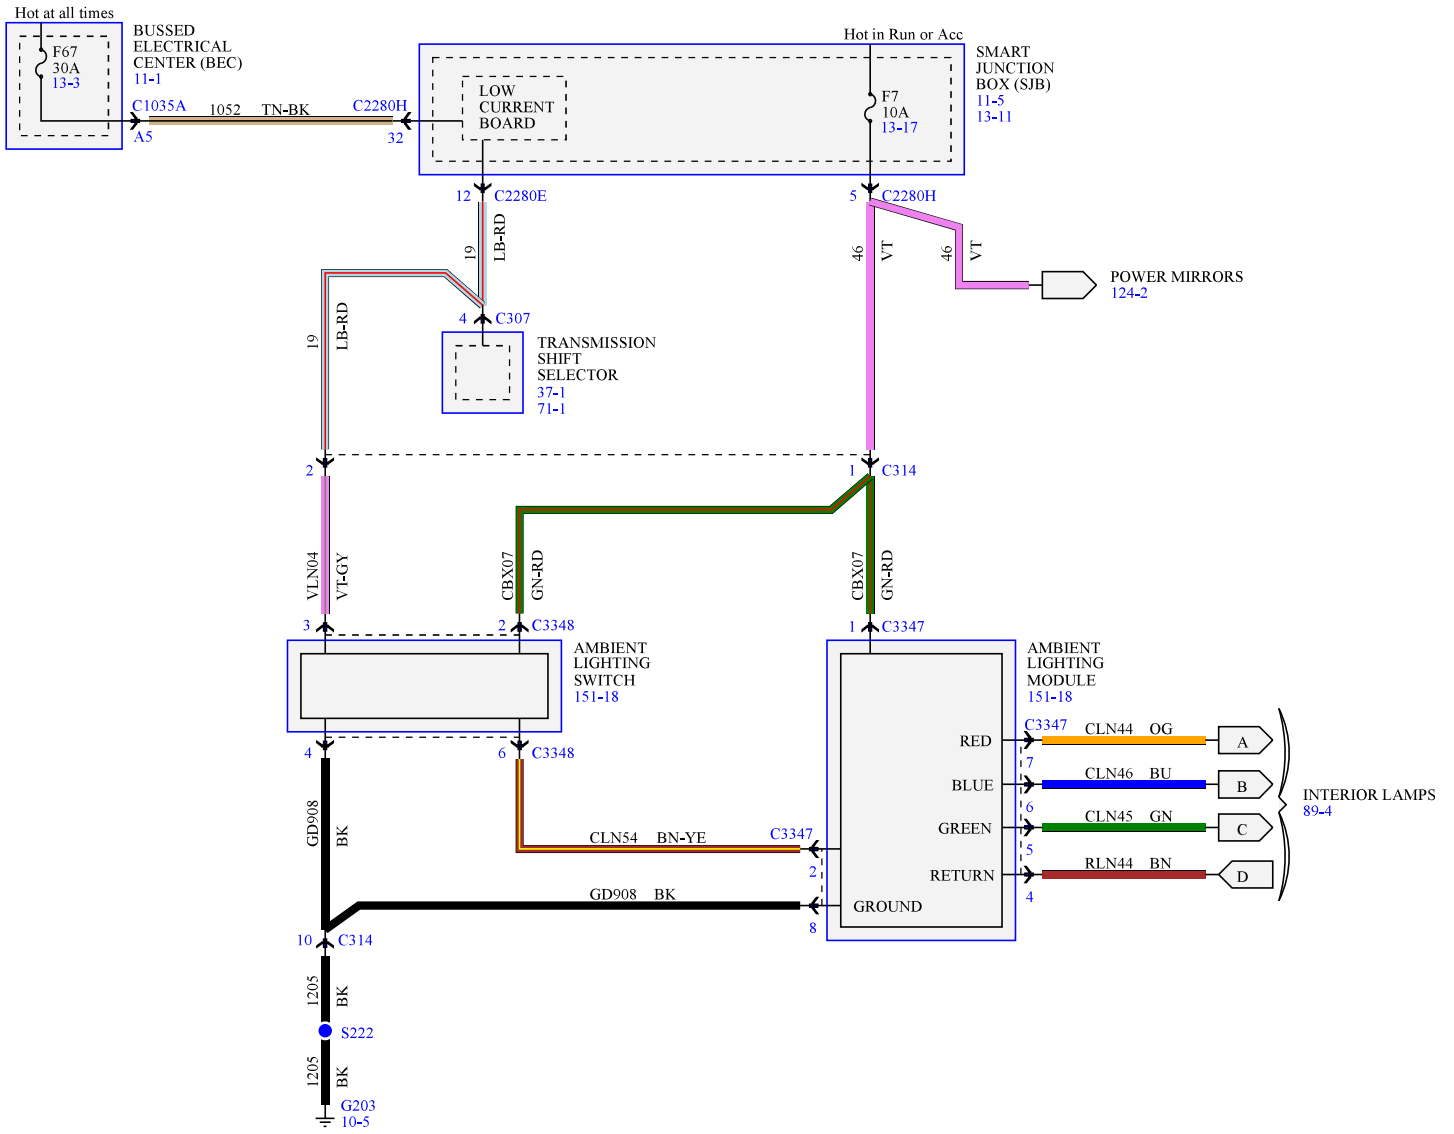 Hot at all times
F67
30A
13-3
BUSSED
ELECTRICAL
CENTER (BEC)
11-1
C1035A
A5
1052 TN-BK
C2280H
32
LOW
CURRENT
BOARD
Hot in Run or Acc
F7
10A
13-17
SMART
JUNCTION
BOX (SJB)
11-5
13-11
12 C2280E
5 C2280H
19
LB-RD
46
VT
46
VT
POWER MIRRORS
124-2
4 C307
TRANSMISSION
SHIFT
SELECTOR
37-1
71-1
19
LB-RD
2
1 C314
VLN04
VT-GY
CBX07
GN-RD
CBX07
GN-RD
3
2 C3348
1 C3347
AMBIENT
LIGHTING
SWITCH
151-18
AMBIENT
LIGHTING
MODULE
151-18
4
6 C3348
C3347
RED
7
CLN44 OG
A
BLUE
6
CLN46 BU
B
GREEN
5
CLN45 GN
C
RETURN
4
RLN44 BN
D
INTERIOR LAMPS
89-4
GD908
BK
CLN54 BN-YE
C3347
2
GD908 BK
8
GROUND
10 C314
1205
BK
S222
1205
BK
G203
10-5